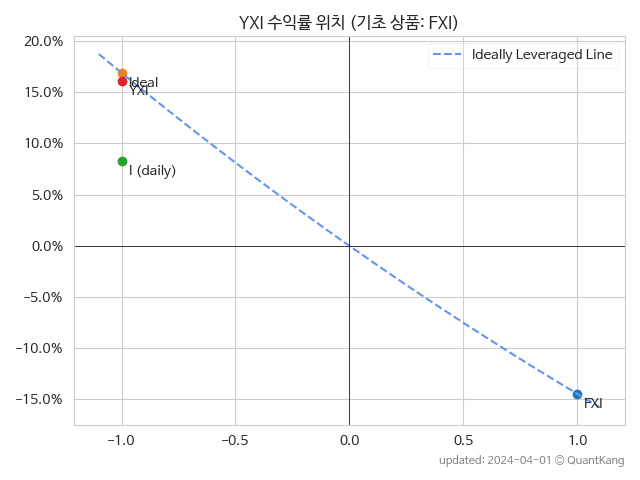 YXI 수익률 위치 (기초 상품: FXI)
20.0%
15.0%
10.0%
5.0%
0.0%
−5.0%
−10.0%
−15.0%
Ideally Leveraged Line
Ideal
YXI
I (daily)
FXI
−1.0 −0.5 0.0 0.5 1.0
updated: 2024-04-01 © QuantKang